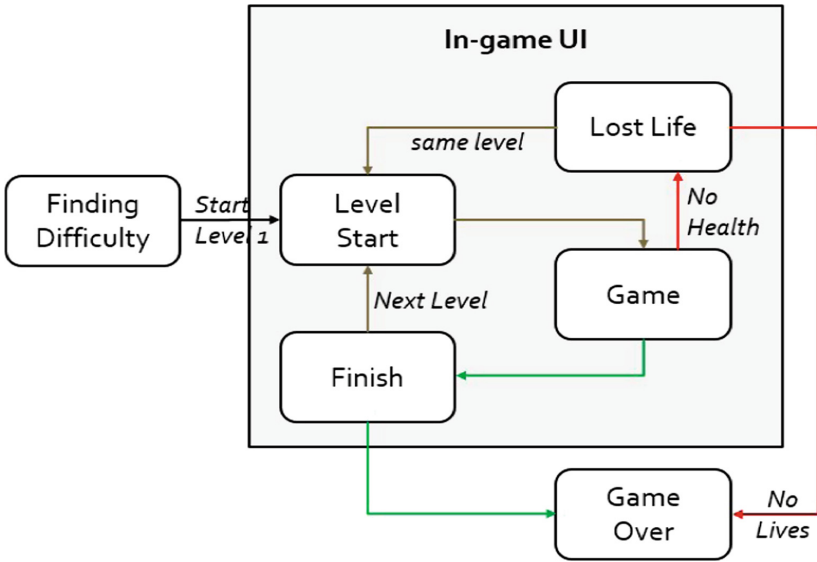 In-game UI
Lost Life
same level
Finding
Difficulty
Start
Level 1
Level
Start
No
Health
Game
Next Level
Finish
Game
Over
No
Lives